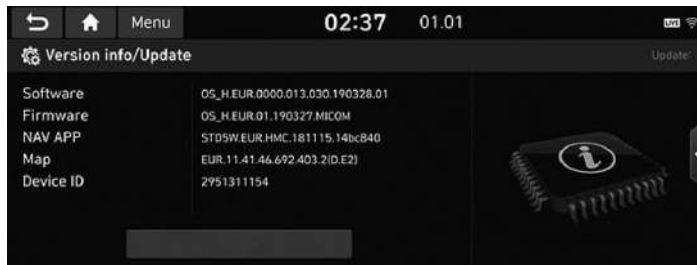 Menu 02:37 01.01 LIVE
Version info/Update Update
Software OS_H.EUR.0000.013.030.190328.01
Firmware OS_H.EUR.01.190327.MICOM
NAV APP STD5W.EUR.HMC.181115.14bc840
Map EUR.11.41.46.692.403.2(D.E2)
Device ID 2951311154
i